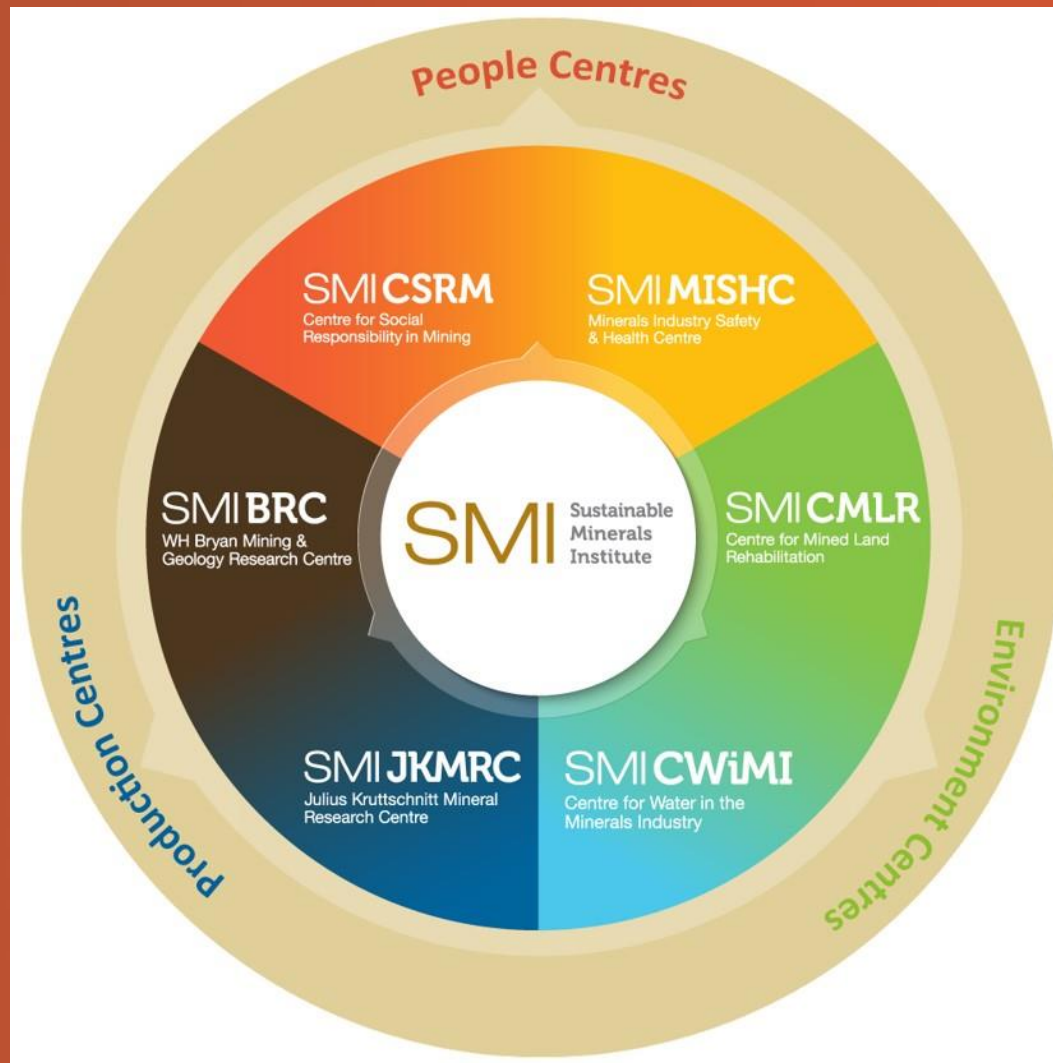 People Centres
SMI CSRM
Centre for Social
Responsibility in Mining
SMI MISHC
Minerals Industry Safety
& Health Centre
SMI BRC
WH Bryan Mining &
Geology Research Centre
SMI
Sustainable
Minerals
Institute
SMI CMLR
Centre for Mined Land
Rehabilitation
SMI JKMRC
Julius Kruttschnitt Mineral
Research Centre
SMI CWiMI
Centre for Water in the
Minerals Industry
Production Centres
Environment Centres